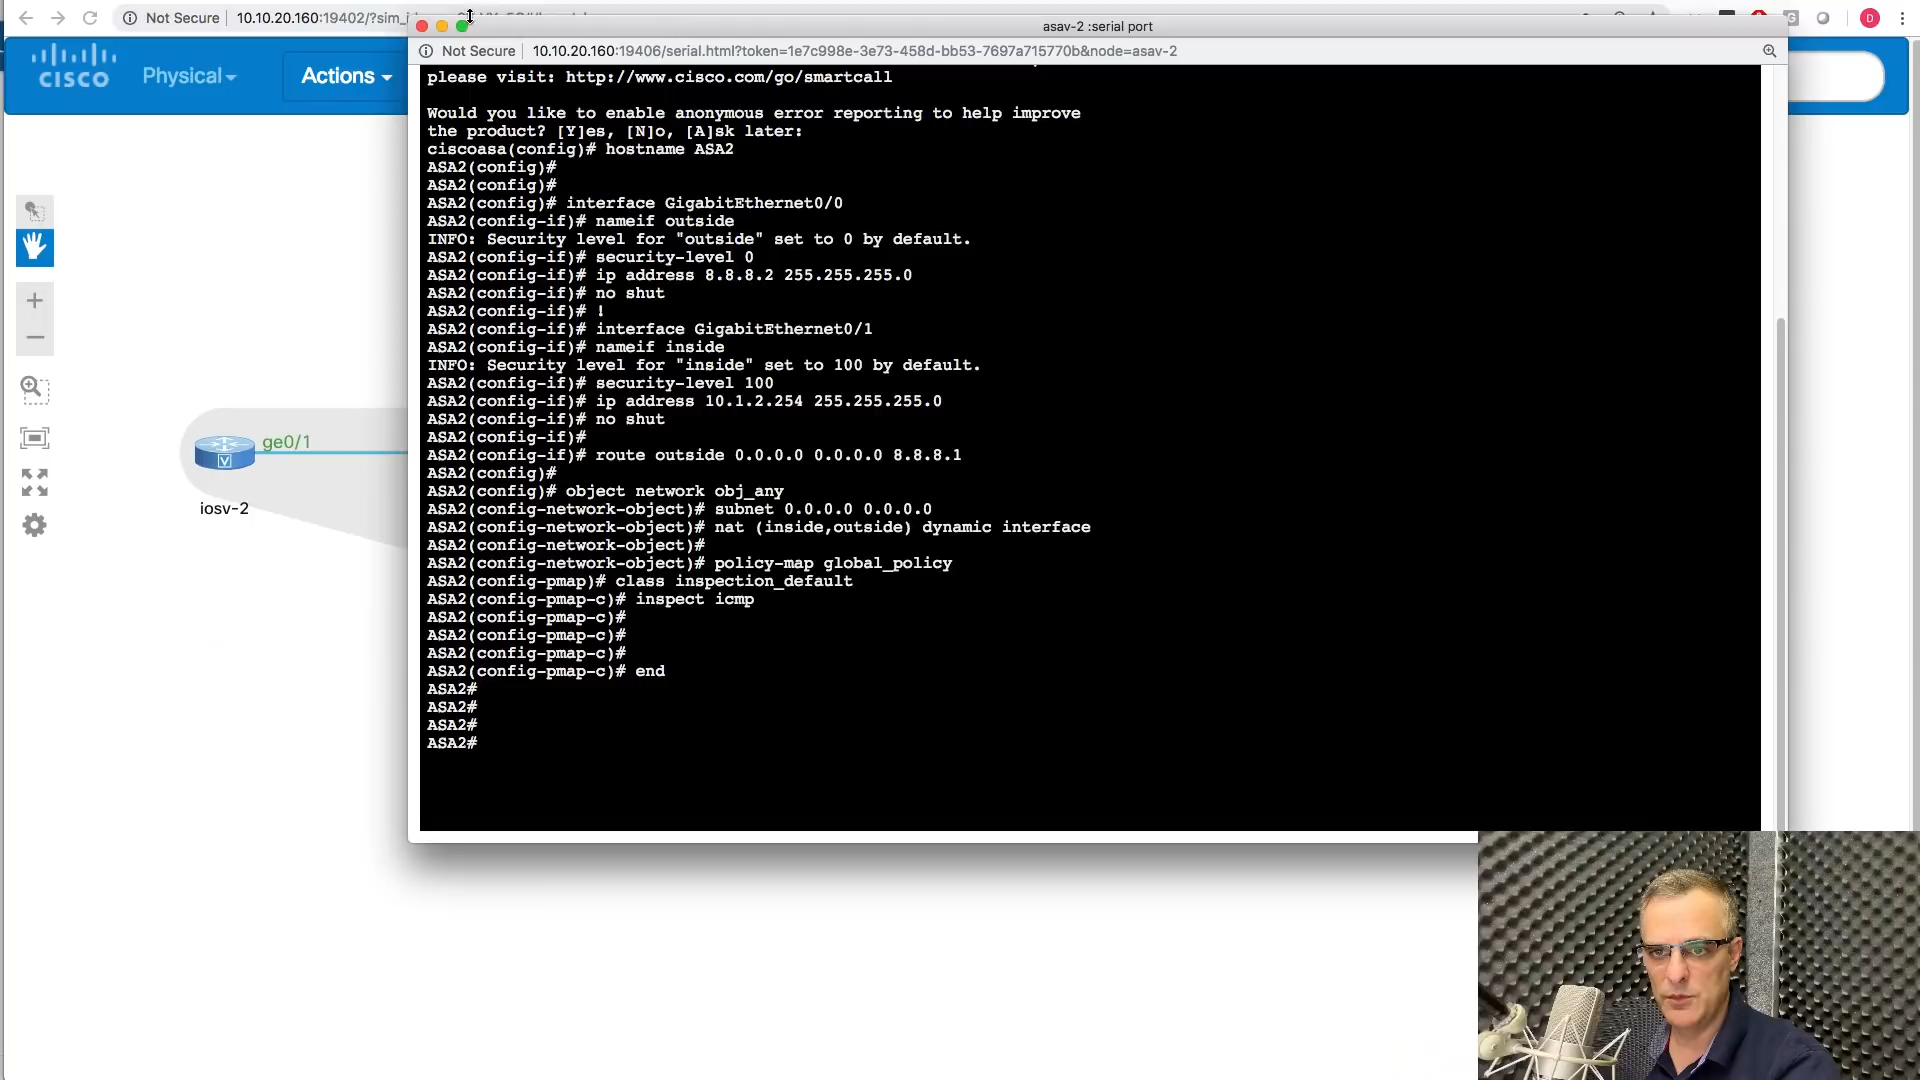 Not Secure
10.10.20.160:19402/?sim_i
asav-2 :serial port
Not Secure
10.10.20.160:19406/serial.html?token=1e7c998e-3e73-458d-bb53-7697a715770b&node=asav-2
D
CISCO
Physical
Actions
please visit: http://www.cisco.com/go/smartcall
Would you like to enable anonymous error reporting to help improve
the product? [Y]es, [N]o, [A]sk later:
ciscoasa(config)# hostname ASA2
ASA2(config)#
ASA2(config)#
ASA2(config)# interface GigabitEthernet0/0
ASA2(config-if)# nameif outside
INFO: Security level for "outside" set to 0 by default.
ASA2(config-if)# security-level 0
ASA2(config-if)# ip address 8.8.8.2 255.255.255.0
ASA2(config-if)# no shut
ASA2(config-if)# !
ASA2(config-if)# interface GigabitEthernet0/1
ASA2(config-if)# nameif inside
INFO: Security level for "inside" set to 100 by default.
ASA2(config-if)# security-level 100
ASA2(config-if)# ip address 10.1.2.254 255.255.255.0
ASA2(config-if)# no shut
ASA2(config-if)#
ASA2(config-if)# route outside 0.0.0.0 0.0.0.0 8.8.8.1
ASA2(config)#
ASA2(config)# object network obj_any
ASA2(config-network-object)# subnet 0.0.0.0 0.0.0.0
ASA2(config-network-object)# nat (inside,outside) dynamic interface
ASA2(config-network-object)#
ASA2(config-network-object)# policy-map global_policy
ASA2(config-pmap)# class inspection_default
ASA2(config-pmap-c)# inspect icmp
ASA2(config-pmap-c)#
ASA2(config-pmap-c)#
ASA2(config-pmap-c)#
ASA2(config-pmap-c)# end
ASA2#
ASA2#
ASA2#
ASA2#
ge0/1
V
iosv-2